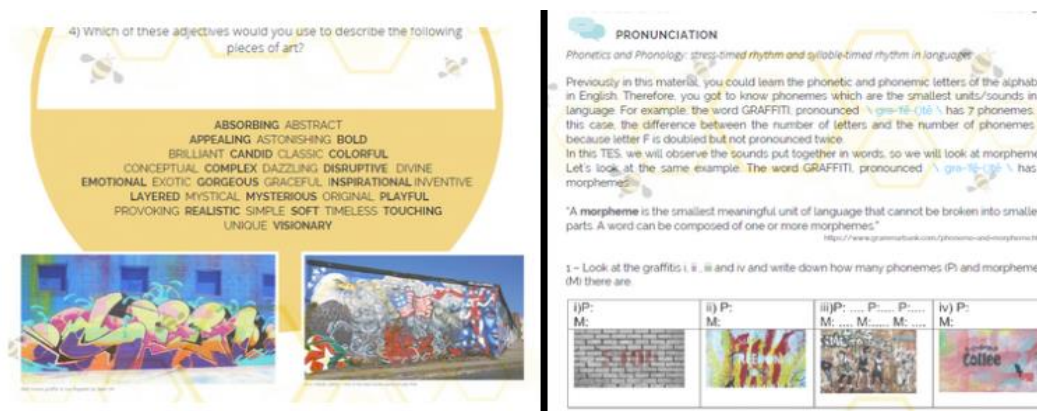 4) Which of these adjectives would you use to describe the following
pieces of art?
ABSORBING ABSTRACT
APPEALING ASTONISHING BOLD
BRILLIANT CANDID CLASSIC COLORFUL
CONCEPTUAL COMPLEX DAZZLING DISRUPTIVE DIVINE
EMOTIONAL EXOTIC GORGEOUS GRACEFUL INSPIRATIONAL INVENTIVE
LAYERED MYSTICAL MYSTERIOUS ORIGINAL PLAYFUL
PROVOKING REALISTIC SIMPLE SOFT TIMELESS TOUCHING
UNIQUE VISIONARY
PRONUNCIATION
Phonetics and Phonology: stress-timed rhythm and syllable-timed rhythm in languages
Previously in this material, you could learn the phonetic and phonemic letters of the alphab
in English. Therefore, you got to know phonemes which are the smallest units/sounds in
language. For example, the word GRAFFITI, pronounced has 7 phonemes.
this case, the difference between the number of letters and the number of phonemes
because letter F is doubled but not pronounced twice.
In this TES, we will observe the sounds put together in words, so we will look at morpheme
Let's look at the same example. The word GRAFFITI, pronounced has
morphemes.
"A morpheme is the smallest meaningful unit of language that cannot be broken into smalle
parts. A word can be composed of one or more morphemes."
1 – Look at the graffitis i, ii, iii and iv and write down how many phonemes (P) and morpheme
(M) there are.
i)P:
M:
ii) P:
M:
iii)P: .... P:..... P:.....
M: .... M:..... M: ....
iv) P:
M:
Coffee